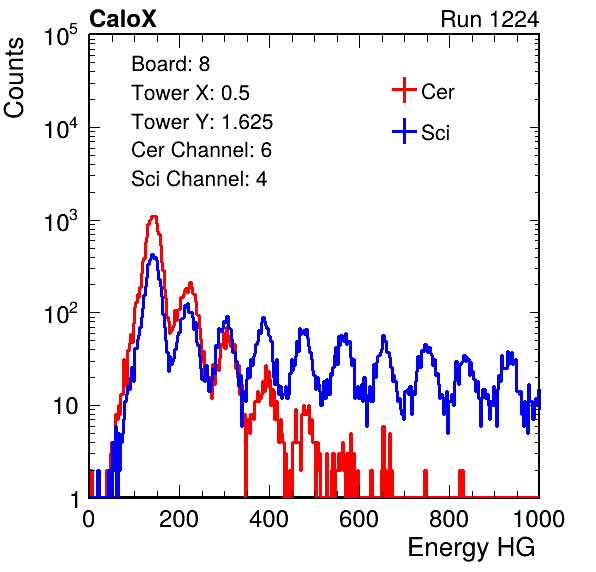 CaloX Run 1224
Counts
10^5
10^4
10^3
10^2
10
1
Board: 8
Tower X: 0.5
Tower Y: 1.625
Cer Channel: 6
Sci Channel: 4
Cer
Sci
0 200 400 600 800 1000
Energy HG